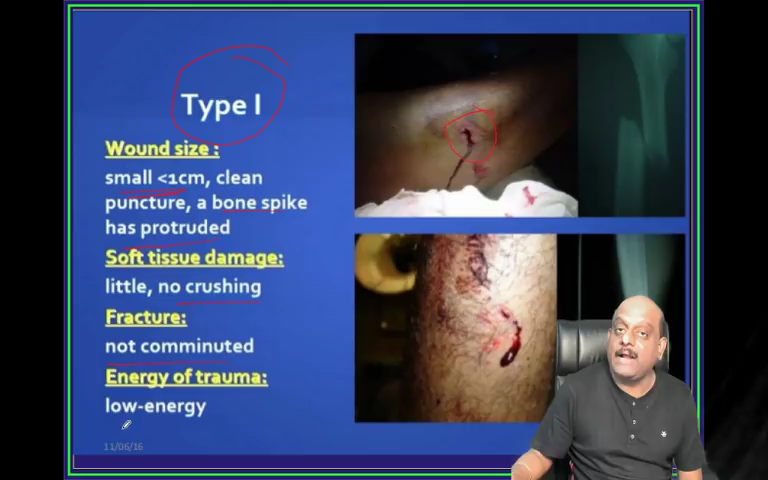 Type I
Wound size :
small <1cm, clean
puncture, a bone spike
has protruded
Soft tissue damage:
little, no crushing
Fracture:
not comminuted
Energy of trauma:
low-energy
11/06/16